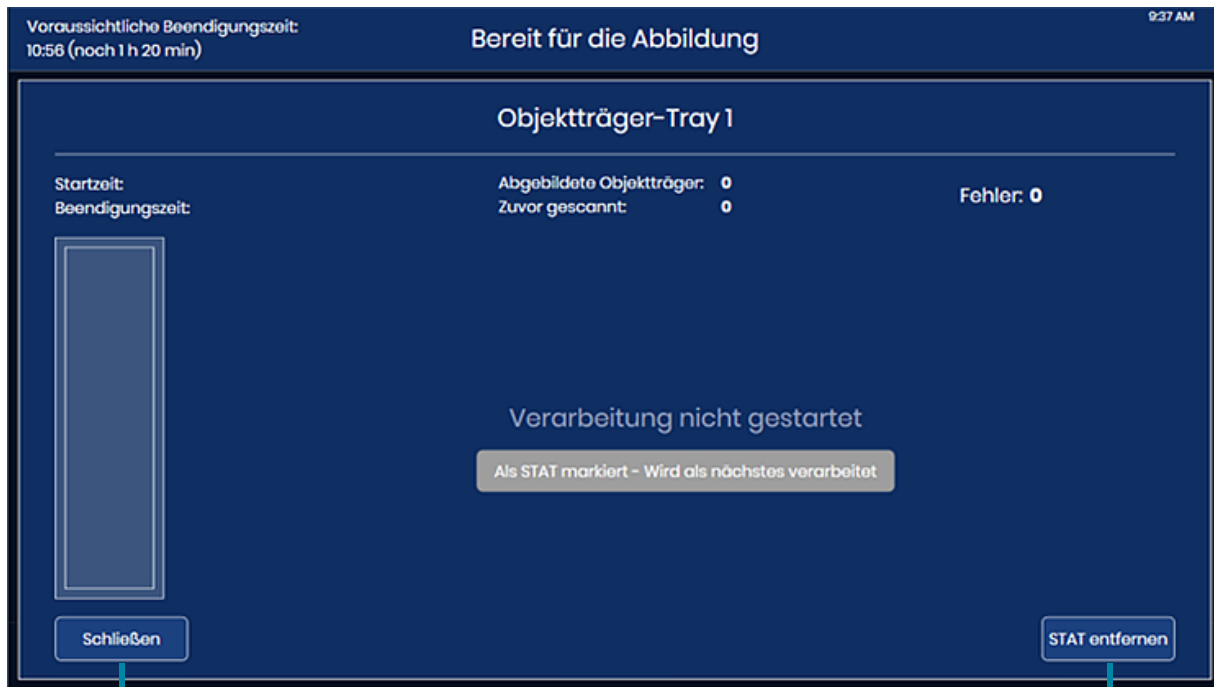 Voraussichtliche Beendigungszeit:
10:56 (noch 1 h 20 min)
Bereit für die Abbildung
9:37 AM
Objektträger-Tray 1
Startzeit:
Beendigungszeit:
Abgebildete Objektträger: 0
Zuvor gescannt: 0
Fehler: 0
Verarbeitung nicht gestartet
Als STAT markiert - Wird als nächstes verarbeitet
Schließen
STAT entfernen